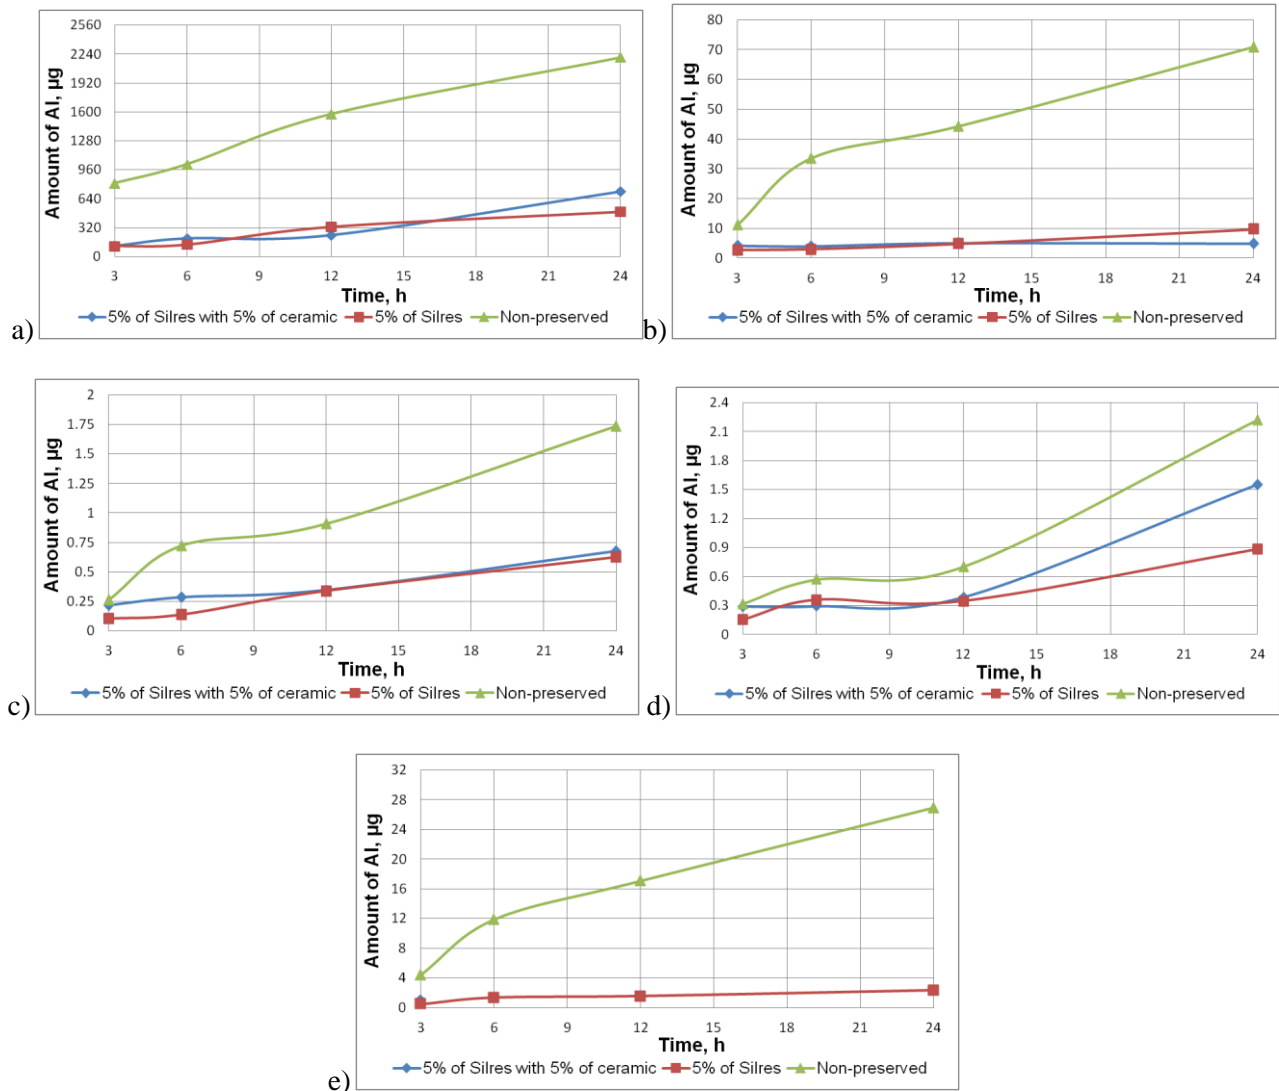 2560
2240
1920
1600
1280
960
640
320
0
Amount of Al, µg
3 6 9 12 15 18 21 24
Time, h
5% of Silres with 5% of ceramic 5% of Silres Non-preserved
a)
80
70
60
50
40
30
20
10
0
Amount of Al, µg
3 6 9 12 15 18 21 24
Time, h
5% of Silres with 5% of ceramic 5% of Silres Non-preserved
b)
2
1.75
1.5
1.25
1
0.75
0.5
0.25
0
Amount of Al, µg
3 6 9 12 15 18 21 24
Time, h
5% of Silres with 5% of ceramic 5% of Silres Non-preserved
c)
2.4
2.1
1.8
1.5
1.2
0.9
0.6
0.3
0
Amount of Al, µg
3 6 9 12 15 18 21 24
Time, h
5% of Silres with 5% of ceramic 5% of Silres Non-preserved
d)
32
28
24
20
16
12
8
4
0
Amount of Al, µg
3 6 9 12 15 18 21 24
Time, h
5% of Silres with 5% of ceramic 5% of Silres Non-preserved
e)